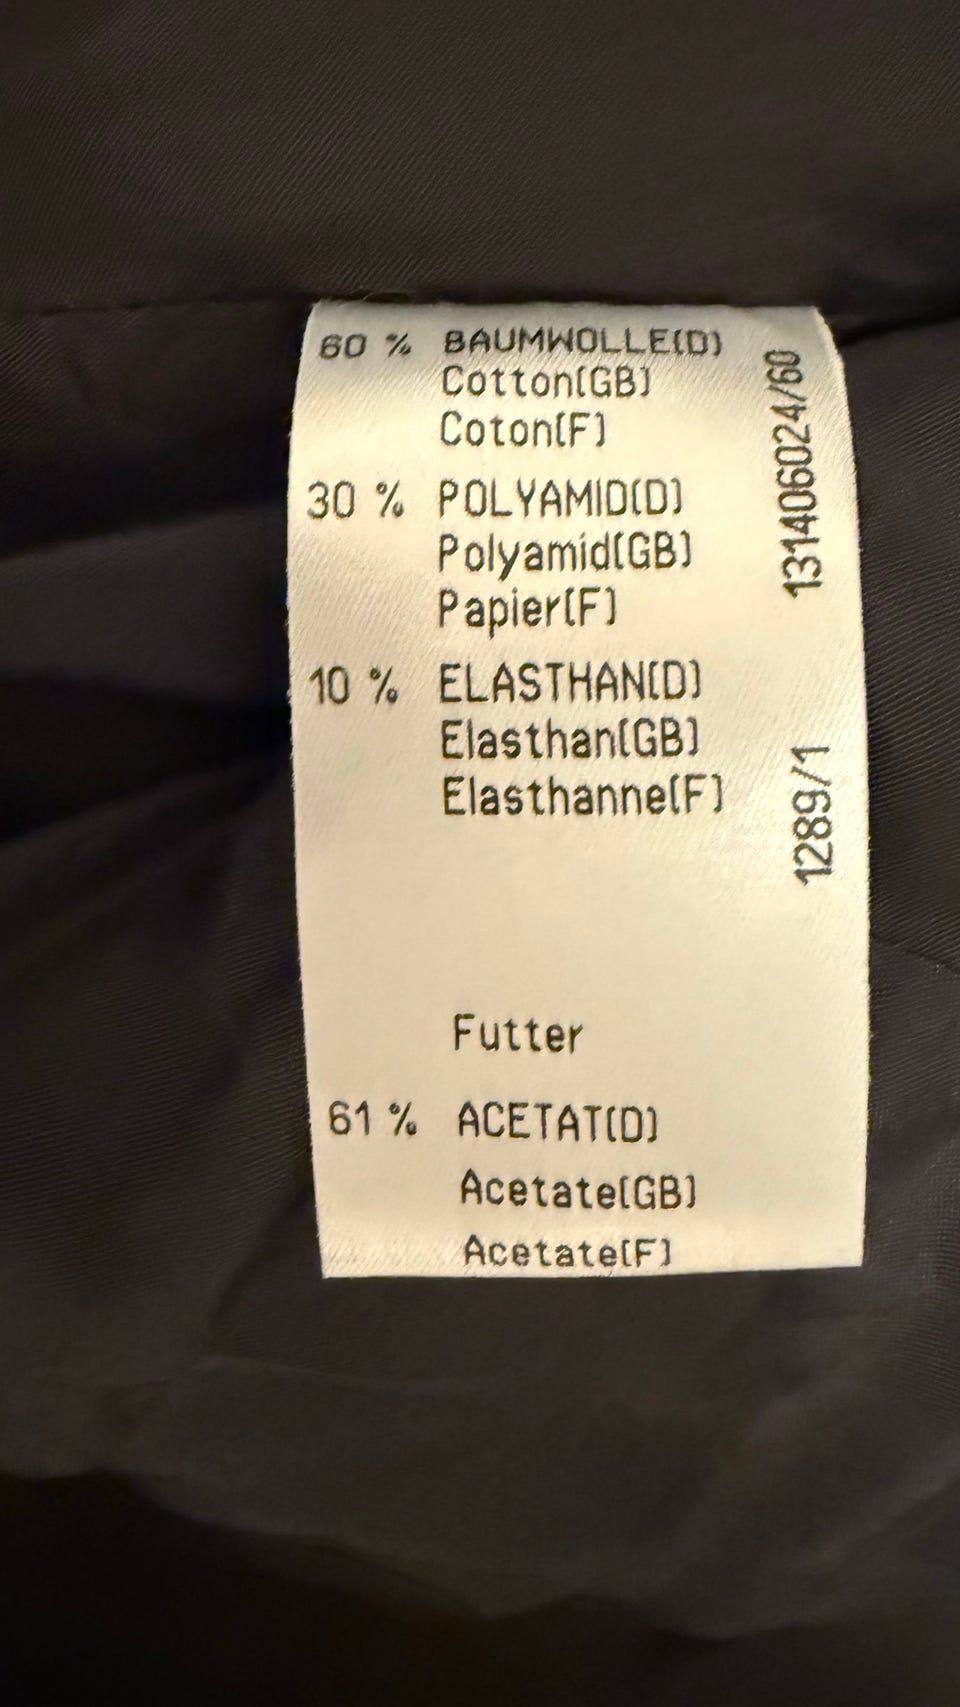 60 % BAUMWOLLE(D)
Cotton(GB)
Coton(F)
30 % POLYAMID(D)
Polyamid(GB)
Papier(F)
10 % ELASTHAN(D)
Elasthan(GB)
Elasthanne(F)
Futter
61 % ACETAT(D)
Acetate(GB)
Acetate(F)
131406024/60
1289/1